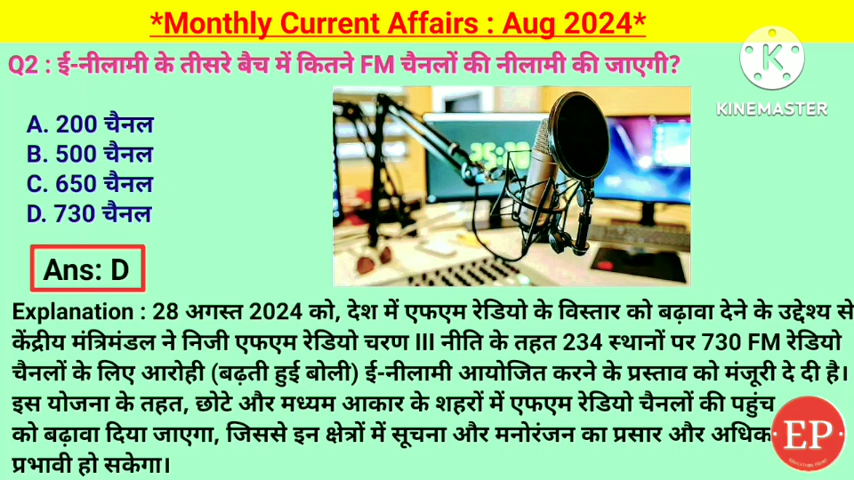 *Monthly Current Affairs : Aug 2024*
Q2 : ई-नीलामी के तीसरे बैच में कितने FM चैनलों की नीलामी की जाएगी?
KINEMASTER
A. 200 चैनल
B. 500 चैनल
C. 650 चैनल
D. 730 चैनल
Ans: D
Explanation : 28 अगस्त 2024 को, देश में एफएम रेडियो के विस्तार को बढ़ावा देने के उद्देश्य से
केंद्रीय मंत्रिमंडल ने निजी एफएम रेडियो चरण III नीति के तहत 234 स्थानों पर 730 FM रेडियो
चैनलों के लिए आरोही (बढ़ती हुई बोली) ई-नीलामी आयोजित करने के प्रस्ताव को मंजूरी दे दी है।
इस योजना के तहत, छोटे और मध्यम आकार के शहरों में एफएम रेडियो चैनलों की पहुंच
को बढ़ावा दिया जाएगा, जिससे इन क्षेत्रों में सूचना और मनोरंजन का प्रसार और अधिक
प्रभावी हो सकेगा।
EP